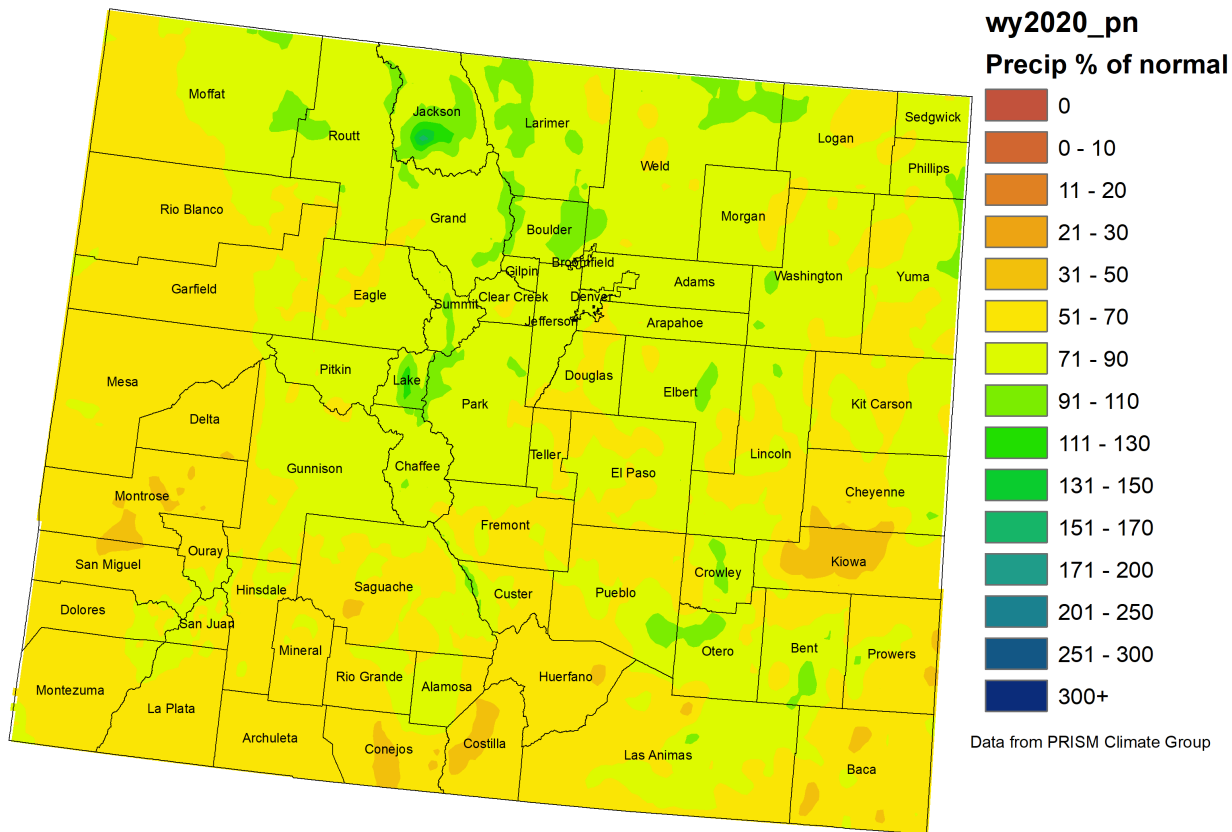 wy2020_pn
Precip % of normal
0
0 - 10
11 - 20
21 - 30
31 - 50
51 - 70
71 - 90
91 - 110
111 - 130
131 - 150
151 - 170
171 - 200
201 - 250
251 - 300
300+
Data from PRISM Climate Group
Moffat
Routt
Jackson
Larimer
Weld
Logan
Sedgwick
Phillips
Rio Blanco
Grand
Boulder
Morgan
Broomfield
Gilpin
Washington
Yuma
Garfield
Eagle
Summit
Clear Creek
Denver
Adams
Jefferson
Arapahoe
Mesa
Pitkin
Lake
Park
Douglas
Elbert
Kit Carson
Delta
Gunnison
Chaffee
Teller
El Paso
Lincoln
Cheyenne
Montrose
Fremont
Kiowa
Ouray
San Miguel
Hinsdale
Saguache
Custer
Pueblo
Crowley
Dolores
San Juan
Mineral
Otero
Bent
Prowers
Montezuma
La Plata
Rio Grande
Alamosa
Huerfano
Archuleta
Conejos
Costilla
Las Animas
Baca